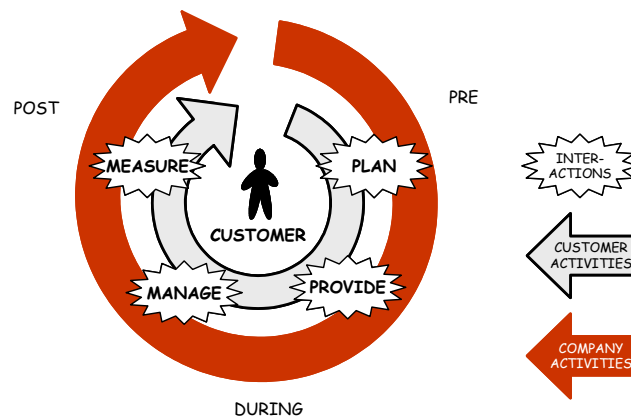 POST
PRE
MEASURE
PLAN
INTER-
ACTIONS
CUSTOMER
CUSTOMER
ACTIVITIES
MANAGE
PROVIDE
COMPANY
ACTIVITIES
DURING